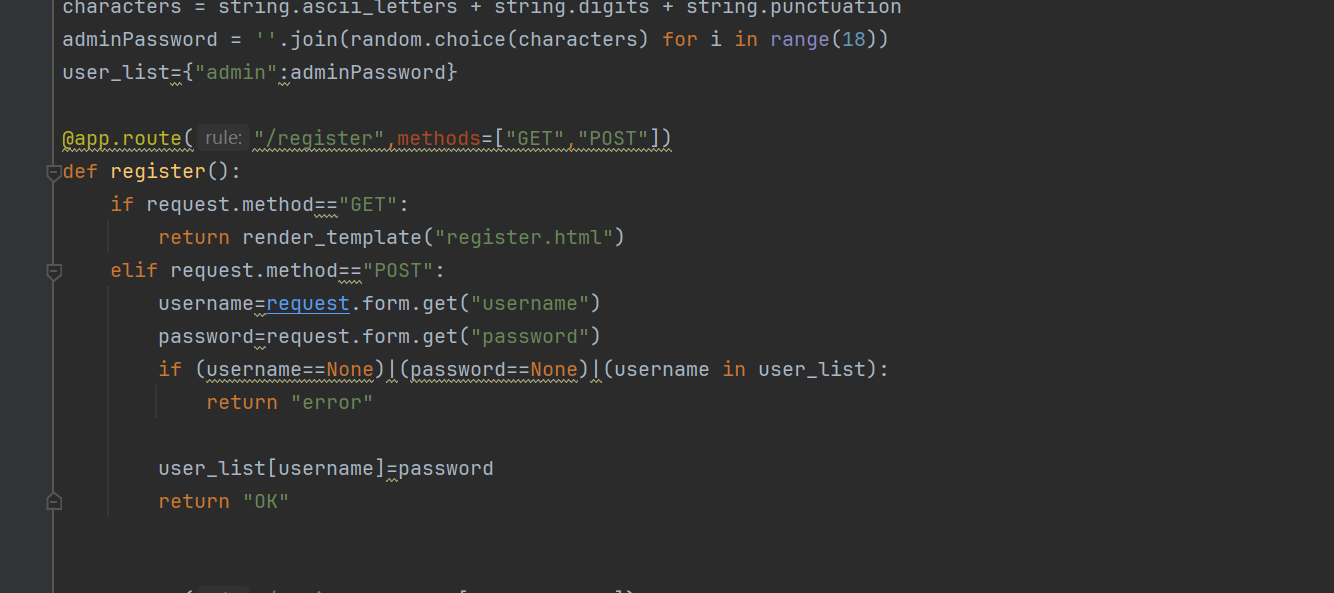 characters = string.ascii_letters + string.digits + string.punctuation
adminPassword = ''.join(random.choice(characters) for i in range(18))
user_list={"admin":adminPassword}
@app.route( rule: "/register",methods=["GET","POST"])
def register():
if request.method=="GET":
return render_template("register.html")
elif request.method=="POST":
username=request.form.get("username")
password=request.form.get("password")
if (username==None)|(password==None)|(username in user_list):
return "error"
user_list[username]=password
return "OK"